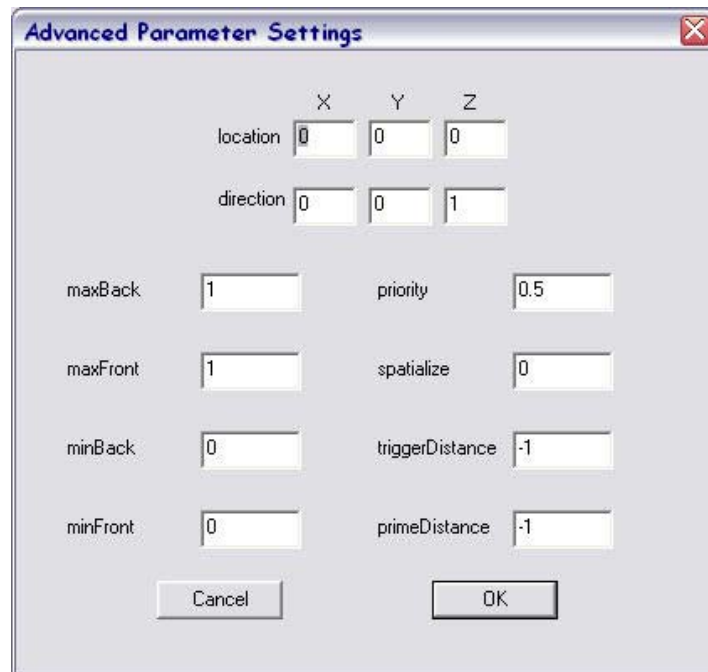 Advanced Parameter Settings
X Y Z
location 0 0 0
direction 0 0 1
maxBack 1 priority 0.5
maxFront 1 spatialize 0
minBack 0 triggerDistance -1
minFront 0 primeDistance -1
Cancel OK